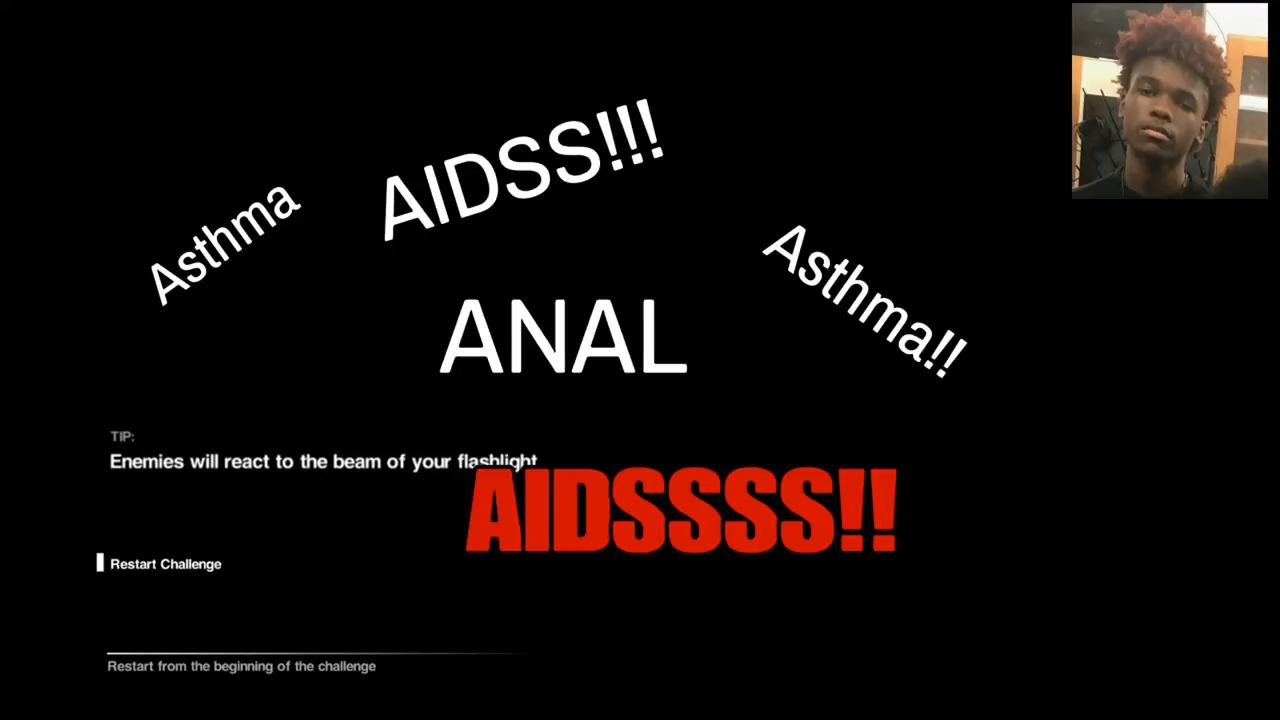 AIDSS!!!
Asthma
Asthma!!
ANAL
TIP:
Enemies will react to the beam of your flashlight
AIDSSSS!!
Restart Challenge
Restart from the beginning of the challenge